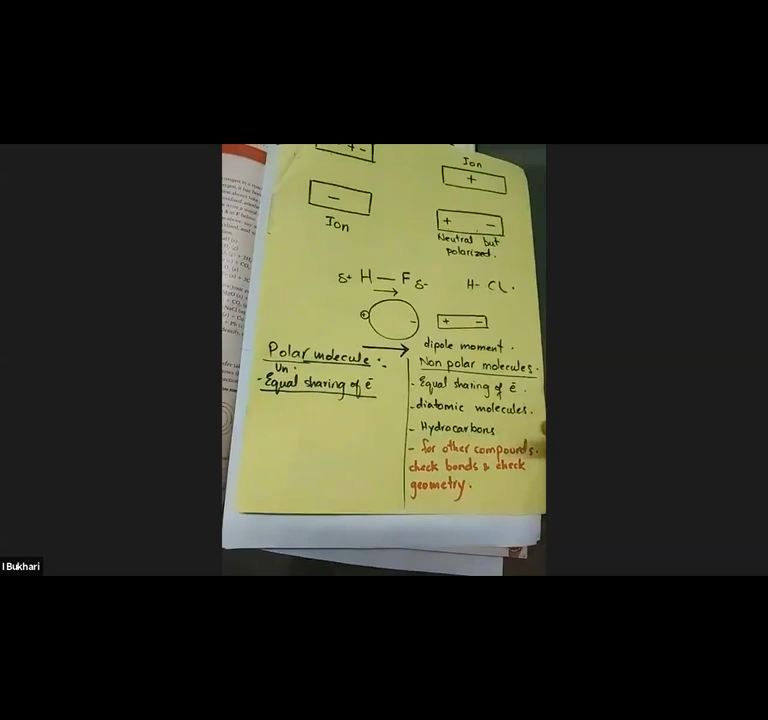 + -
Ion
+
-
Ion
+ -
Neutral but
polarized.
δ+ H — F δ-
H- Cl.
+ -
+ -
dipole moment.
Polar molecule :-
Un.
- Equal sharing of ē
Non polar molecules.
- Equal sharing of ē.
- diatomic molecules.
- Hydrocarbons
- for other compounds.
check bonds & check
geometry.
I Bukhari